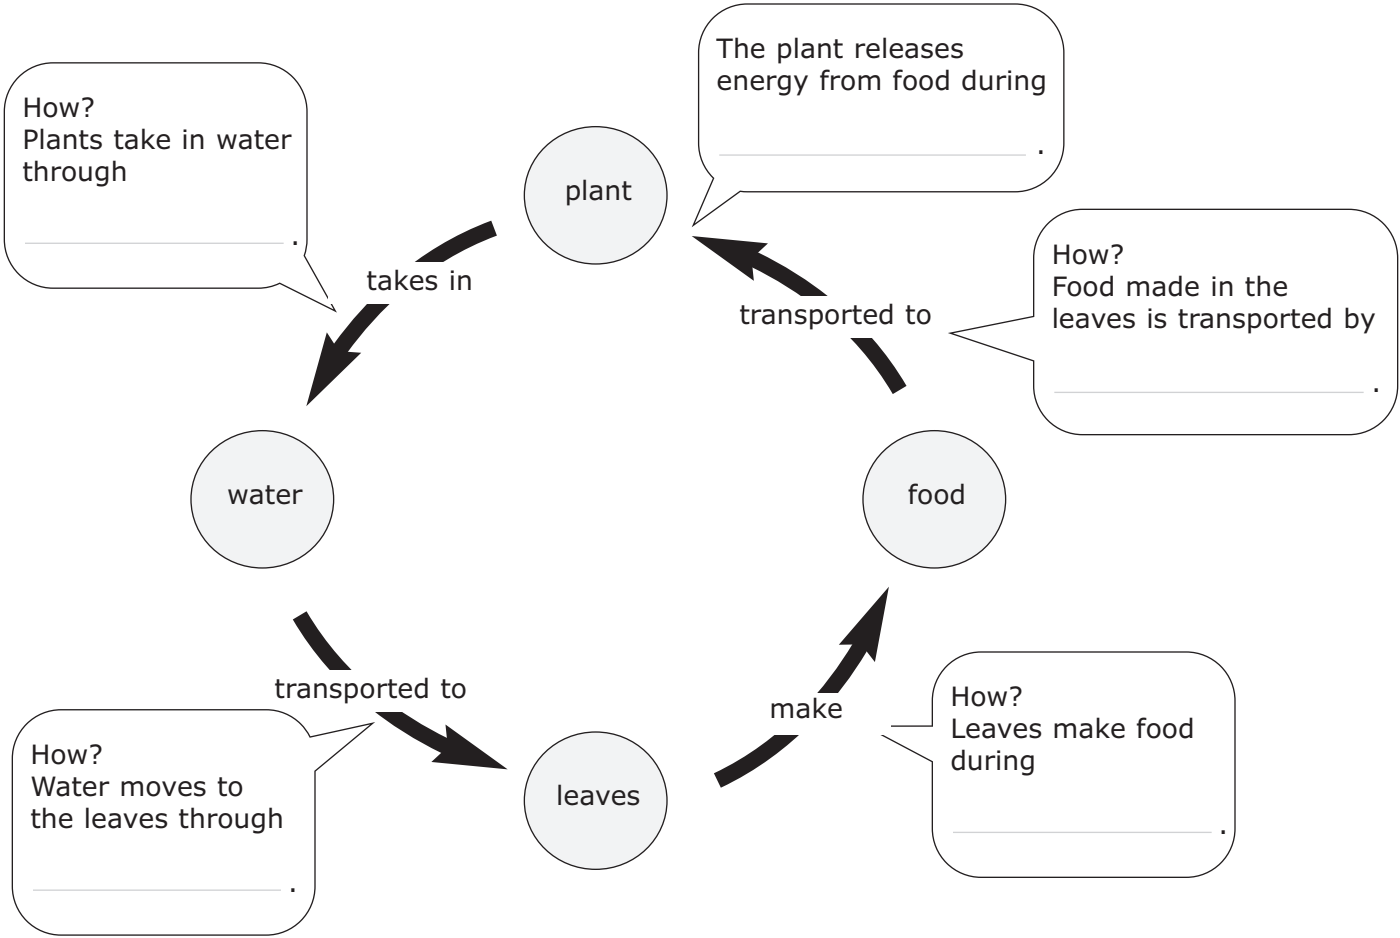 The plant releases
energy from food during
.
How?
Plants take in water
through
.
plant
takes in
How?
Food made in the
leaves is transported by
.
transported to
water
food
transported to
make
How?
Leaves make food
during
.
How?
Water moves to
the leaves through
.
leaves